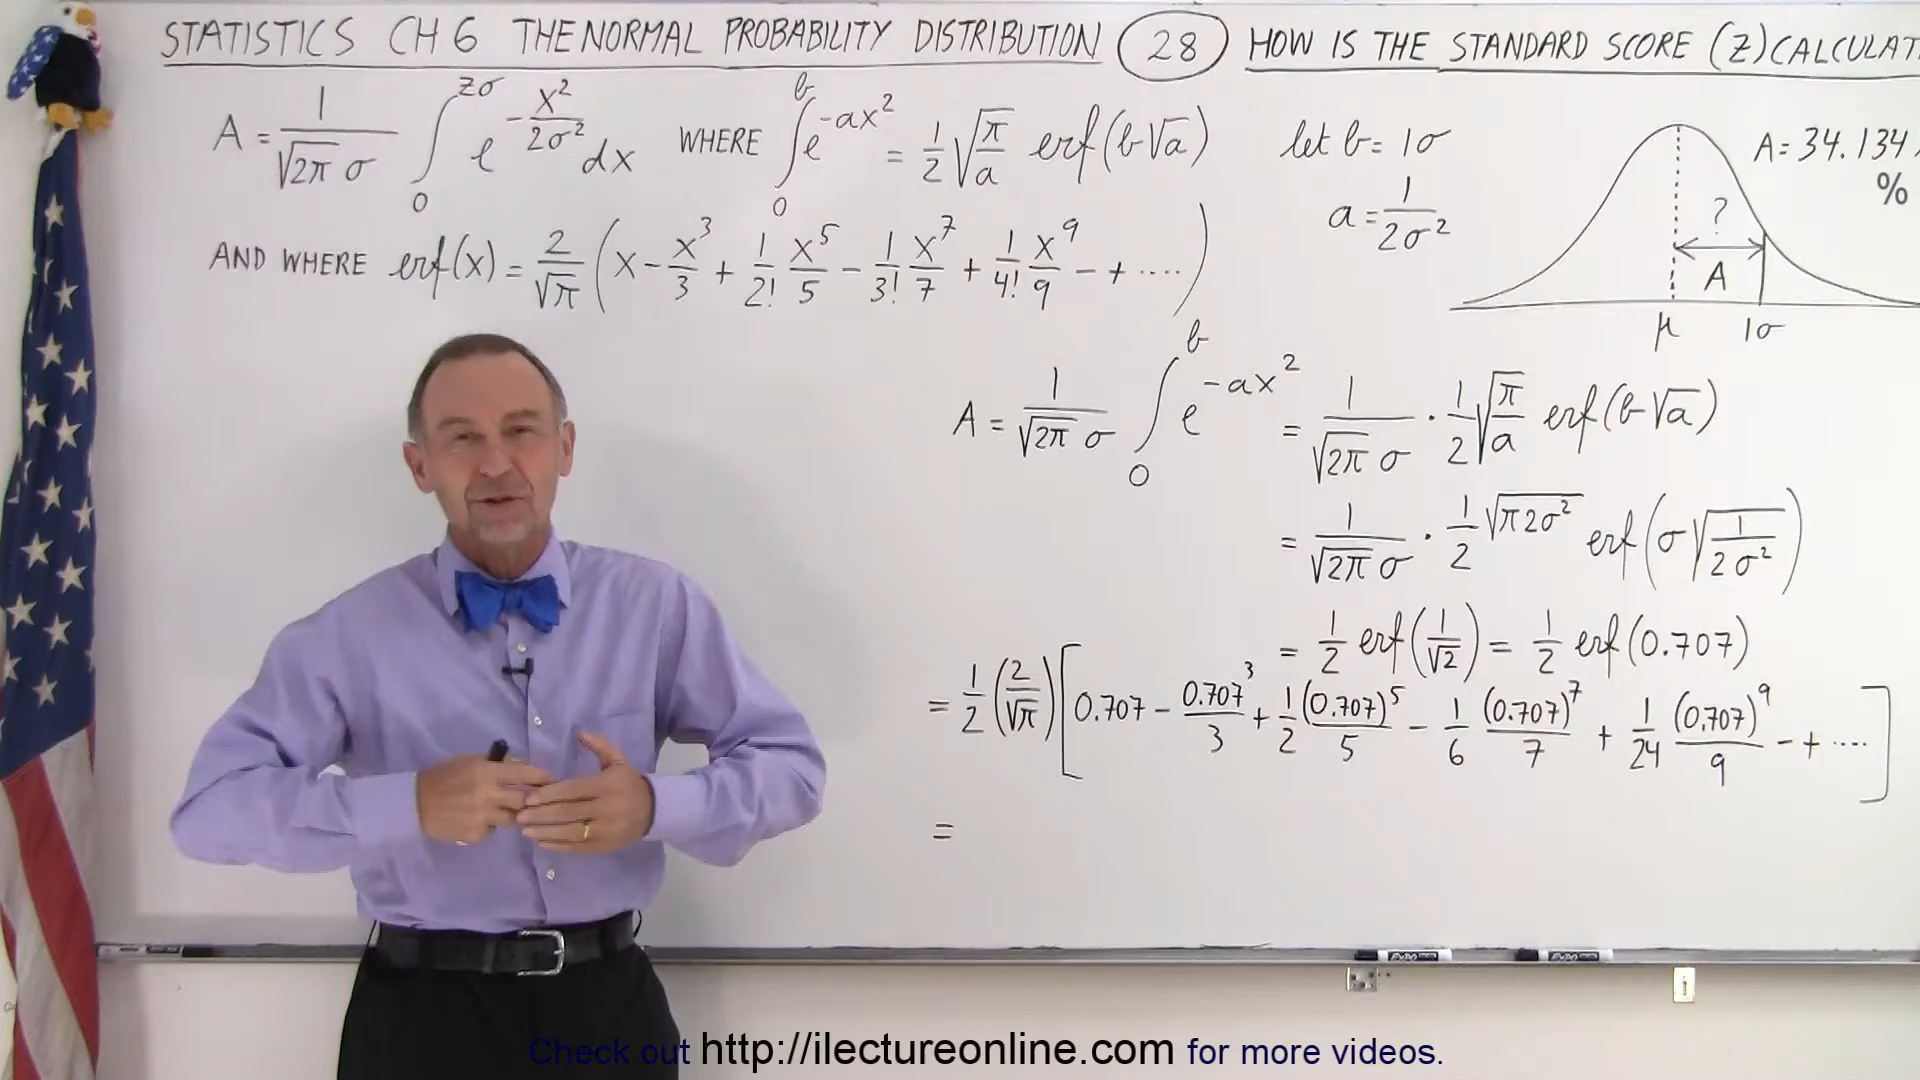 STATISTICS CH 6 THE NORMAL PROBABILITY DISTRIBUTION 28 HOW IS THE STANDARD SCORE (Z) CALCULAT
A = 1/(√2π σ) ∫₀^zσ e^(-x²/2σ²) dx WHERE ∫₀^b e^(-ax²) = 1/2 √(π/a) erf(b√a)
let b = 1σ
a = 1/2σ²
A = 34.134
%
?
A
μ 1σ
AND WHERE erf(x) = 2/√π (x - x³/3 + 1/2! x⁵/5 - 1/3! x⁷/7 + 1/4! x⁹/9 - + ....)
A = 1/(√2π σ) ∫₀^b e^(-ax²) = 1/(√2π σ) · 1/2 √(π/a) erf(b√a)
= 1/(√2π σ) · 1/2 √(π2σ²) erf(σ√(1/2σ²))
= 1/2 erf(1/√2) = 1/2 erf(0.707)
= 1/2 (2/√π) [0.707 - 0.707³/3 + 1/2 (0.707)⁵/5 - 1/6 (0.707)⁷/7 + 1/24 (0.707)⁹/9 - + ....]
=
Check out http://ilectureonline.com for more videos.